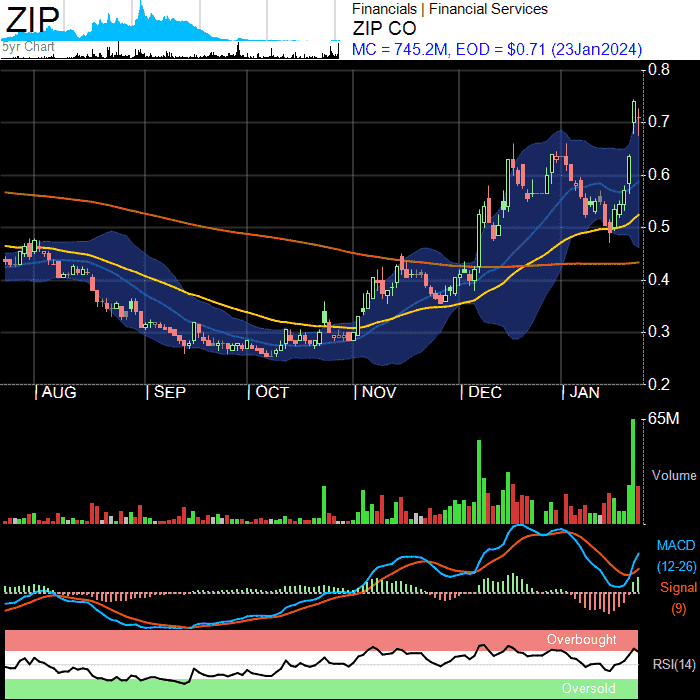 ZIP
5yr Chart
Financials | Financial Services
ZIP CO
MC = 745.2M, EOD = $0.71 (23Jan2024)
0.8
0.7
0.6
0.5
0.4
0.3
0.2
| AUG | SEP | OCT | NOV | DEC | JAN
65M
Volume
MACD
(12-26)
Signal
(9)
Overbought
RSI(14)
Oversold